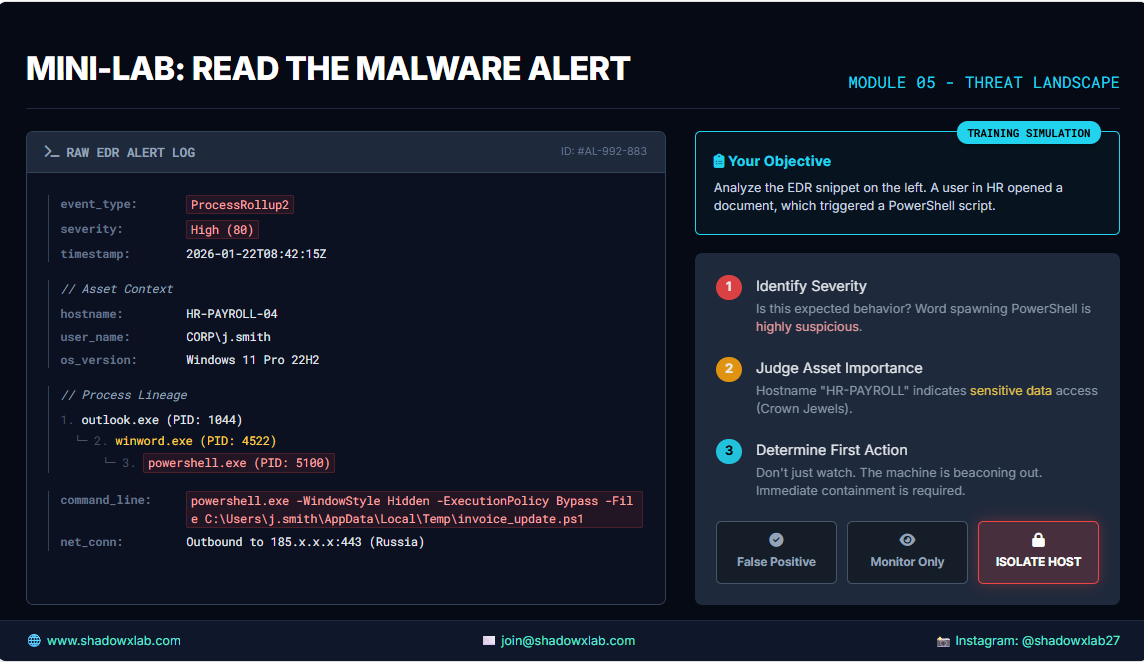 MINI-LAB: READ THE MALWARE ALERT
MODULE 05 - THREAT LANDSCAPE
RAW EDR ALERT LOG
ID: #AL-992-883
event_type: ProcessRollup2
severity: High (80)
timestamp: 2026-01-22T08:42:15Z
// Asset Context
hostname: HR-PAYROLL-04
user_name: CORP\j.smith
os_version: Windows 11 Pro 22H2
// Process Lineage
1. outlook.exe (PID: 1044)
└─ 2. winword.exe (PID: 4522)
└─ 3. powershell.exe (PID: 5100)
command_line: powershell.exe -WindowStyle Hidden -ExecutionPolicy Bypass -Fil
e C:\Users\j.smith\AppData\Local\Temp\invoice_update.ps1
net_conn: Outbound to 185.x.x.x:443 (Russia)
TRAINING SIMULATION
Your Objective
Analyze the EDR snippet on the left. A user in HR opened a
document, which triggered a PowerShell script.
1 Identify Severity
Is this expected behavior? Word spawning PowerShell is
highly suspicious.
2 Judge Asset Importance
Hostname "HR-PAYROLL" indicates sensitive data access
(Crown Jewels).
3 Determine First Action
Don't just watch. The machine is beaconing out.
Immediate containment is required.
False Positive
Monitor Only
ISOLATE HOST
www.shadowxlab.com
join@shadowxlab.com
Instagram: @shadowxlab27